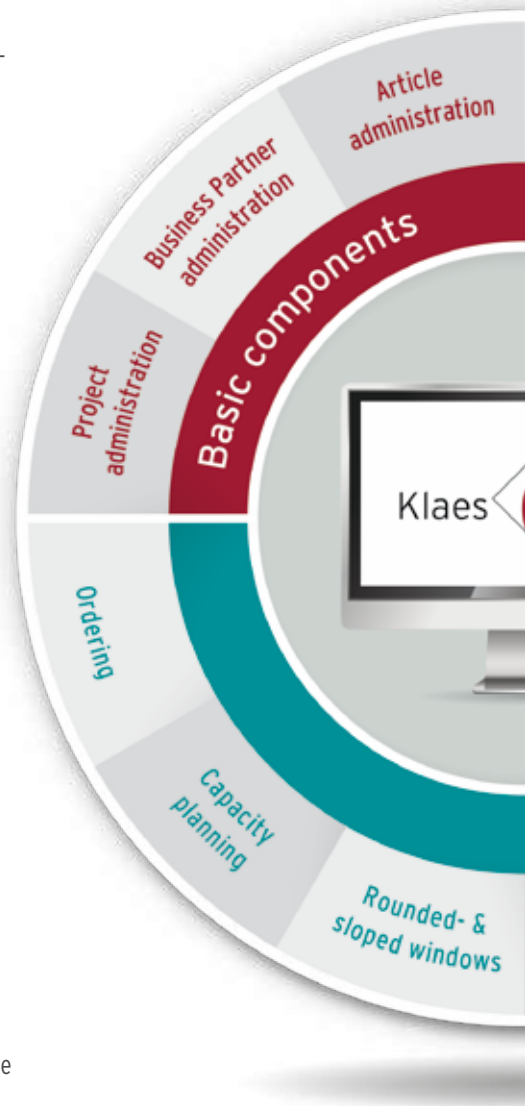 Article
administration
Business Partner
administration
Project
administration
Basic components
Klaes
Ordering
Capacity
planning
Rounded- &
sloped windows
e